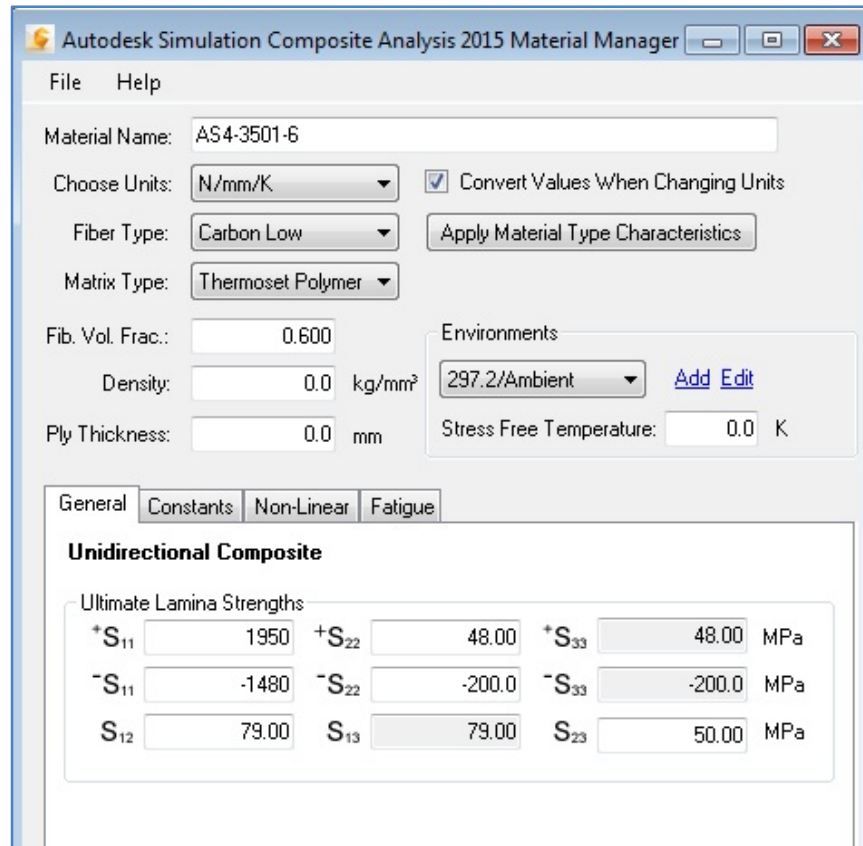 Autodesk Simulation Composite Analysis 2015 Material Manager
File Help
Material Name: AS4-3501-6
Choose Units: N/mm/K Convert Values When Changing Units
Fiber Type: Carbon Low Apply Material Type Characteristics
Matrix Type: Thermoset Polymer
Fib. Vol. Frac.: 0.600 Environments
Density: 0.0 kg/mm³ 297.2/Ambient Add Edit
Ply Thickness: 0.0 mm Stress Free Temperature: 0.0 K
General Constants Non-Linear Fatigue
Unidirectional Composite
Ultimate Lamina Strengths
⁺S₁₁ 1950 ⁺S₂₂ 48.00 ⁺S₃₃ 48.00 MPa
⁻S₁₁ -1480 ⁻S₂₂ -200.0 ⁻S₃₃ -200.0 MPa
S₁₂ 79.00 S₁₃ 79.00 S₂₃ 50.00 MPa